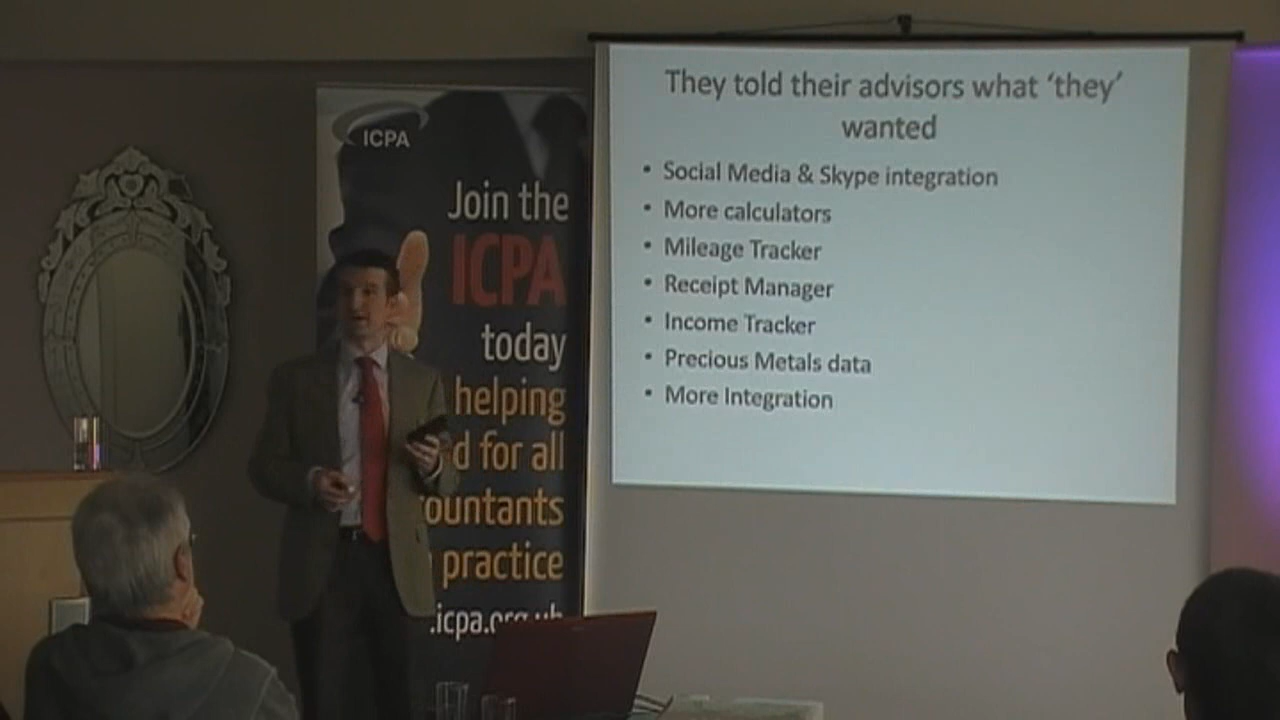 ICPA
Join the
ICPA
today
helping
d for all
ountants
practice
.icpa.org.uk
They told their advisors what ‘they’
wanted
• Social Media & Skype integration
• More calculators
• Mileage Tracker
• Receipt Manager
• Income Tracker
• Precious Metals data
• More Integration